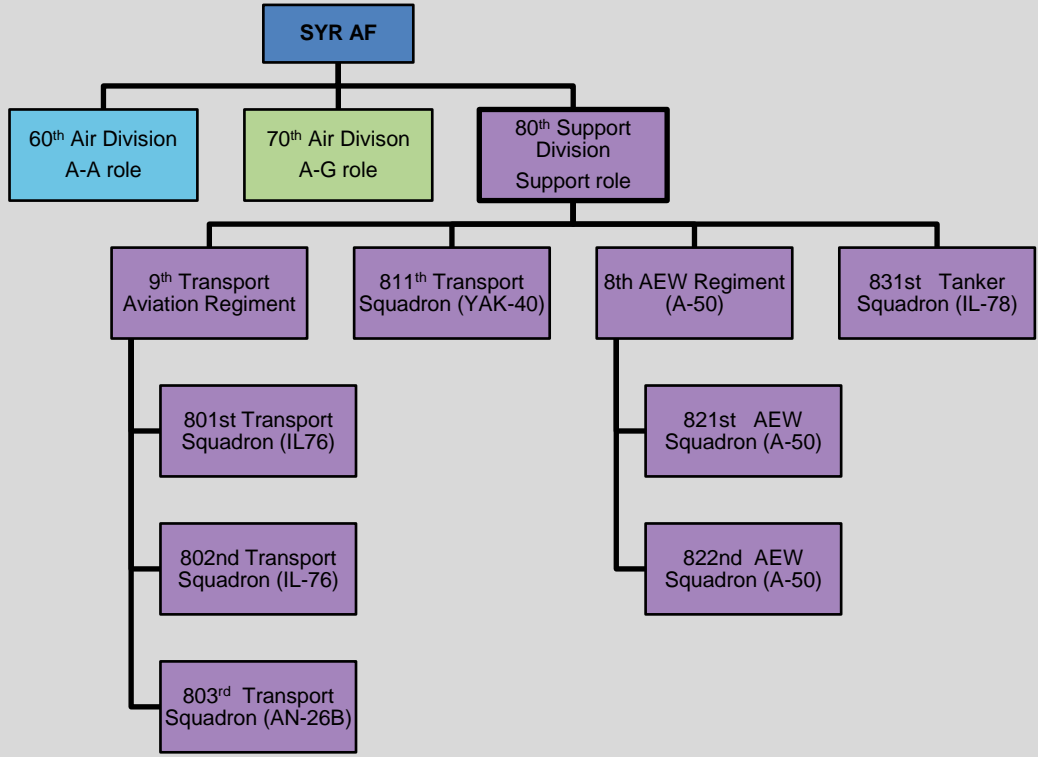 SYR AF
60th Air Division
A-A role
70th Air Divison
A-G role
80th Support
Division
Support role
9th Transport
Aviation Regiment
811th Transport
Squadron (YAK-40)
8th AEW Regiment
(A-50)
831st Tanker
Squadron (IL-78)
801st Transport
Squadron (IL76)
821st AEW
Squadron (A-50)
802nd Transport
Squadron (IL-76)
822nd AEW
Squadron (A-50)
803rd Transport
Squadron (AN-26B)